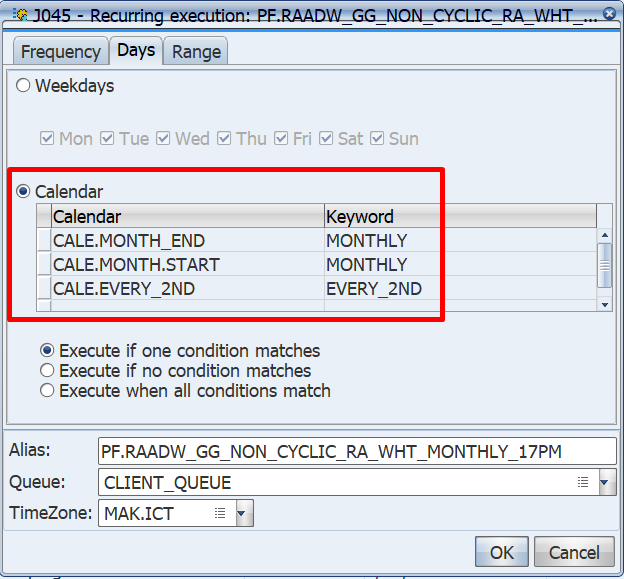 J045 - Recurring execution: PF.RAADW_GG_NON_CYCLIC_RA_WHT_...
Frequency Days Range
Weekdays
Mon Tue Wed Thu Fri Sat Sun
Calendar
Calendar Keyword
CALE.MONTH_END MONTHLY
CALE.MONTH.START MONTHLY
CALE.EVERY_2ND EVERY_2ND
Execute if one condition matches
Execute if no condition matches
Execute when all conditions match
Alias: PF.RAADW_GG_NON_CYCLIC_RA_WHT_MONTHLY_17PM
Queue: CLIENT_QUEUE
TimeZone: MAK.ICT
OK Cancel